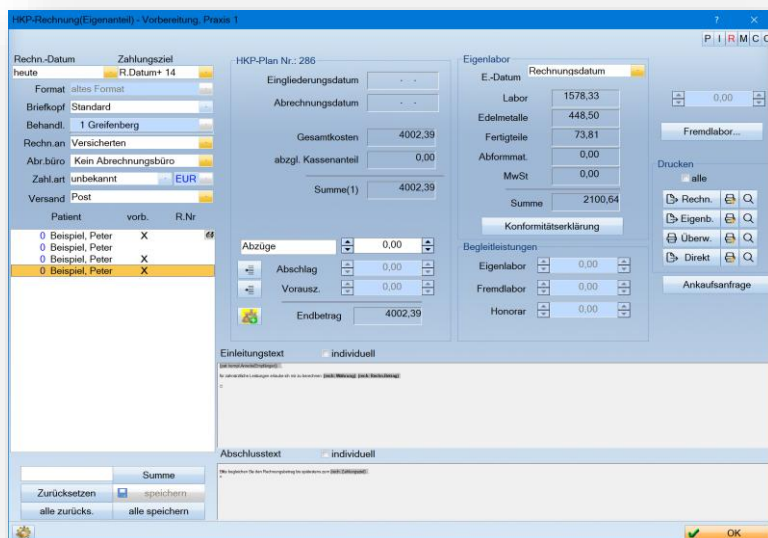 HKP-Rechnung(Eigenanteil) - Vorbereitung, Praxis 1
? ×
P I R M C C
Rechn.-Datum Zahlungsziel
heute R.Datum+ 14
Format altes Format
Briefkopf Standard
Behandl. 1 Greifenberg
Rechn.an Versicherten
Abr.büro Kein Abrechnungsbüro
Zahl.art unbekannt EUR
Versand Post
Patient vorb. R.Nr
0 Beispiel, Peter X
0 Beispiel, Peter
0 Beispiel, Peter X
0 Beispiel, Peter X
Summe
Zurücksetzen speichern
alle zurücks. alle speichern
HKP-Plan Nr.: 286
Eingliederungsdatum . .
Abrechnungsdatum . .
Gesamtkosten 4002,39
abzgl. Kassenanteil 0,00
Summe(1) 4002,39
Abzüge 0,00
Abschlag 0,00
Vorausz. 0,00
Endbetrag 4002,39
Eigenlabor
E.-Datum Rechnungsdatum
Labor 1578,33
Edelmetalle 448,50
Fertigteile 73,81
Abformmat. 0,00
MwSt 0,00
Summe 2100,64
Konformitätserklärung
Begleitleistungen
Eigenlabor 0,00
Fremdlabor 0,00
Honorar 0,00
0,00
Fremdlabor...
Drucken
alle
Rechn.
Eigenb.
Überw.
Direkt
Ankaufsanfrage
Einleitungstext individuell
Abschlusstext individuell
OK